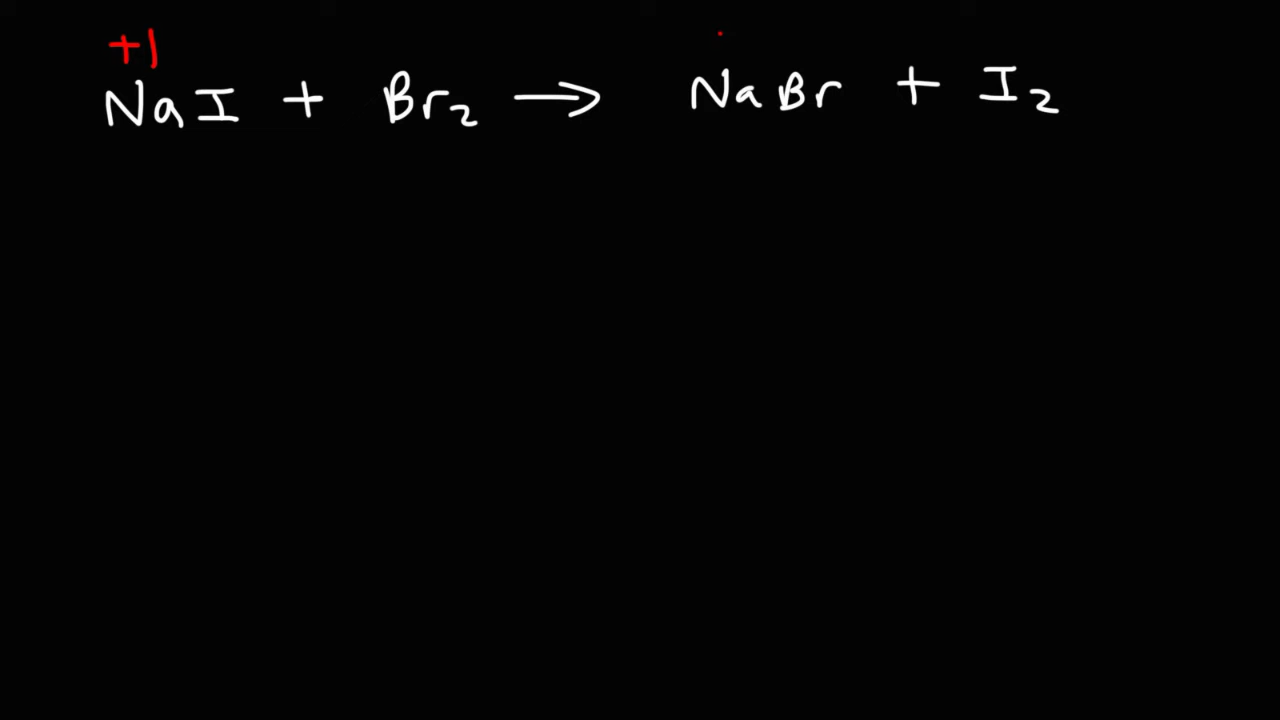 +1
NaI + Br₂ → NaBr + I₂